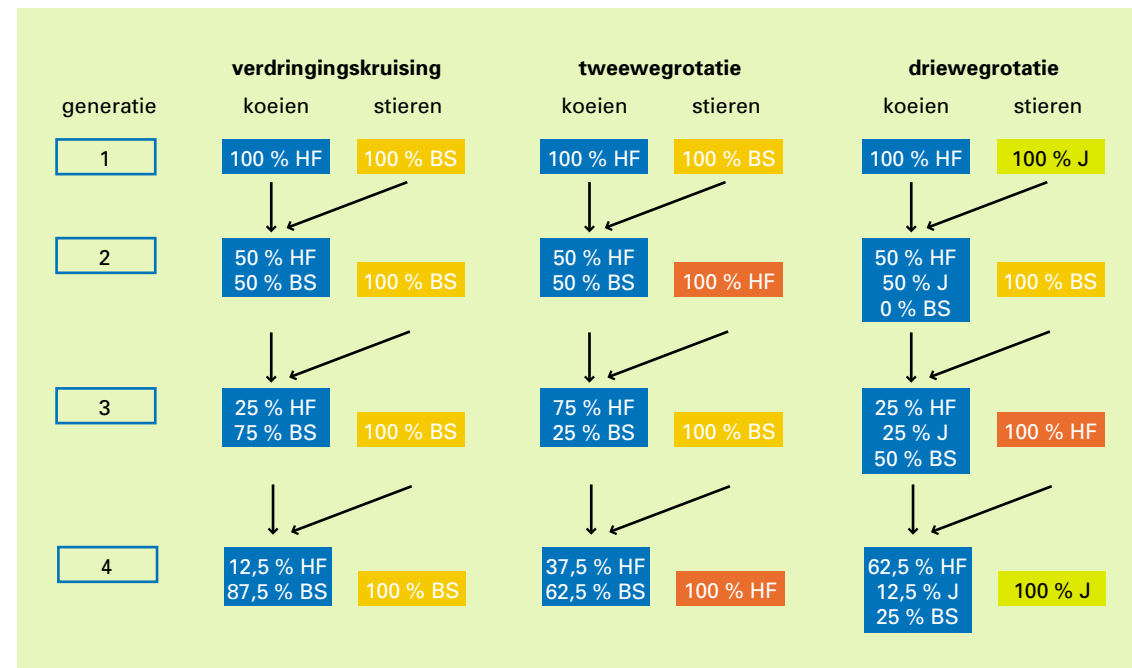 verdringingskruising tweewegrotatie driewegrotatie
generatie koeien stieren koeien stieren koeien stieren
1 100 % HF 100 % BS 100 % HF 100 % BS 100 % HF 100 % J
2
50 % HF
50 % BS
100 % BS
50 % HF
50 % BS
100 % HF
50 % HF
50 % J
0 % BS
100 % BS
3
25 % HF
75 % BS
100 % BS
75 % HF
25 % BS
100 % BS
25 % HF
25 % J
50 % BS
100 % HF
4
12,5 % HF
87,5 % BS
100 % BS
37,5 % HF
62,5 % BS
100 % HF
62,5 % HF
12,5 % J
25 % BS
100 % J